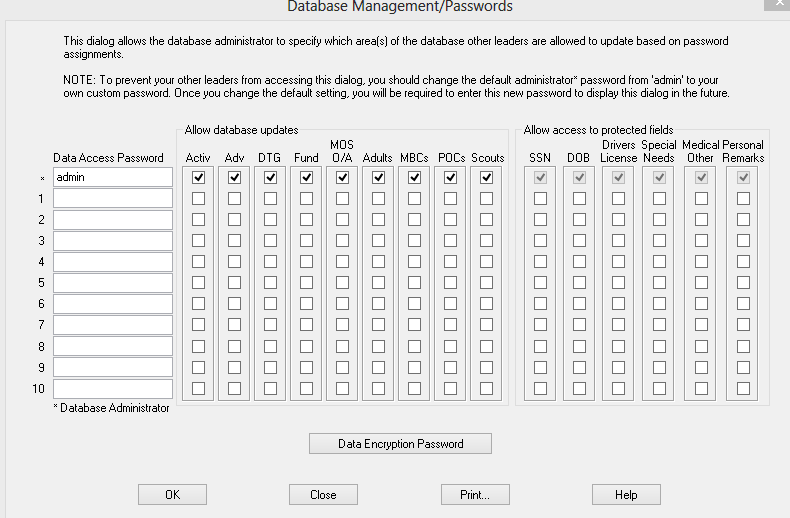 Database Management/Passwords
This dialog allows the database administrator to specify which area(s) of the database other leaders are allowed to update based on password
assignments.
NOTE: To prevent your other leaders from accessing this dialog, you should change the default administrator* password from 'admin' to your
own custom password. Once you change the default setting, you will be required to enter this new password to display this dialog in the future.
Allow database updates
Allow access to protected fields
Data Access Password Activ Adv DTG Fund MOS O/A Adults MBCs POCs Scouts SSN DOB Drivers License Special Needs Medical Other Personal Remarks
* admin
1
2
3
4
5
6
7
8
9
10
* Database Administrator
Data Encryption Password
OK Close Print... Help